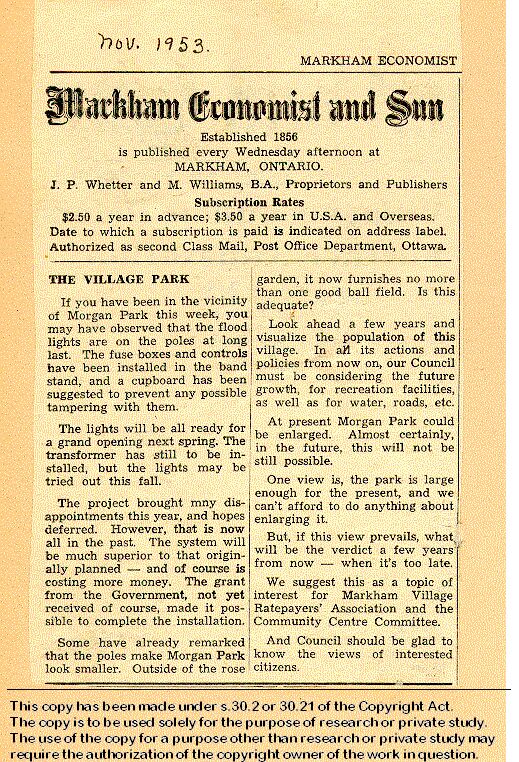 Nov. 1953.
MARKHAM ECONOMIST
Markham Economist and Sun
Established 1856
is published every Wednesday afternoon at
MARKHAM, ONTARIO.
J. P. Whetter and M. Williams, B.A., Proprietors and Publishers
Subscription Rates
$2.50 a year in advance; $3.50 a year in U.S.A. and Overseas.
Date to which a subscription is paid is indicated on address label.
Authorized as second Class Mail, Post Office Department, Ottawa.
THE VILLAGE PARK
If you have been in the vicinity
of Morgan Park this week, you
may have observed that the flood
lights are on the poles at long
last. The fuse boxes and controls
have been installed in the band
stand, and a cupboard has been
suggested to prevent any possible
tampering with them.
The lights will be all ready for
a grand opening next spring. The
transformer has still to be in-
stalled, but the lights may be
tried out this fall.
The project brought mny dis-
appointments this year, and hopes
deferred. However, that is now
all in the past. The system will
be much superior to that origin-
ally planned — and of course is
costing more money. The grant
from the Government, not yet
received of course, made it pos-
sible to complete the installation.
Some have already remarked
that the poles make Morgan Park
look smaller. Outside of the rose
garden, it now furnishes no more
than one good ball field. Is this
adequate?
Look ahead a few years and
visualize the population of this
village. In all its actions and
policies from now on, our Council
must be considering the future
growth, for recreation facilities,
as well as for water, roads, etc.
At present Morgan Park could
be enlarged. Almost certainly,
in the future, this will not be
still possible.
One view is, the park is large
enough for the present, and we
can't afford to do anything about
enlarging it.
But, if this view prevails, what
will be the verdict a few years
from now — when it's too late.
We suggest this as a topic of
interest for Markham Village
Ratepayers' Association and the
Community Centre Committee.
And Council should be glad to
know the views of interested
citizens.
This copy has been made under s.30.2 or 30.21 of the Copyright Act.
The copy is to be used solely for the purpose of research or private study.
The use of the copy for a purpose other than research or private study may
require the authorization of the copyright owner of the work in question.